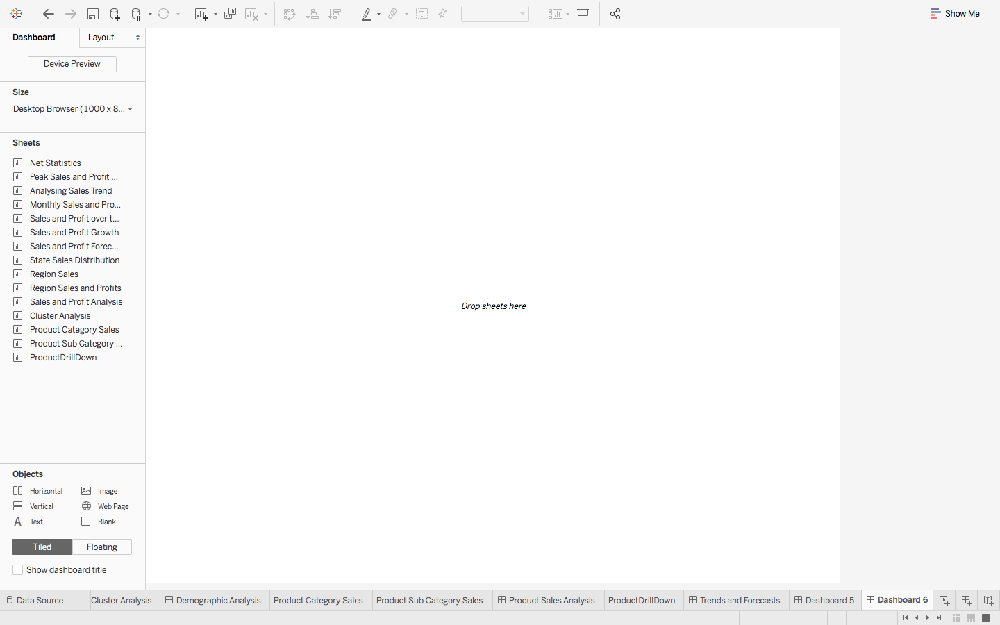 Show Me
Dashboard
Layout
Device Preview
Size
Desktop Browser (1000 x 8...
Sheets
Net Statistics
Peak Sales and Profit ...
Analysing Sales Trend
Monthly Sales and Pro...
Sales and Profit over t...
Sales and Profit Growth
Sales and Profit Forec...
State Sales DIstribution
Region Sales
Region Sales and Profits
Sales and Profit Analysis
Cluster Analysis
Product Category Sales
Product Sub Category ...
ProductDrillDown
Drop sheets here
Objects
Horizontal Image
Vertical Web Page
A Text Blank
Tiled Floating
Show dashboard title
Data Source Cluster Analysis Demographic Analysis Product Category Sales Product Sub Category Sales Product Sales Analysis ProductDrillDown Trends and Forecasts Dashboard 5 Dashboard 6